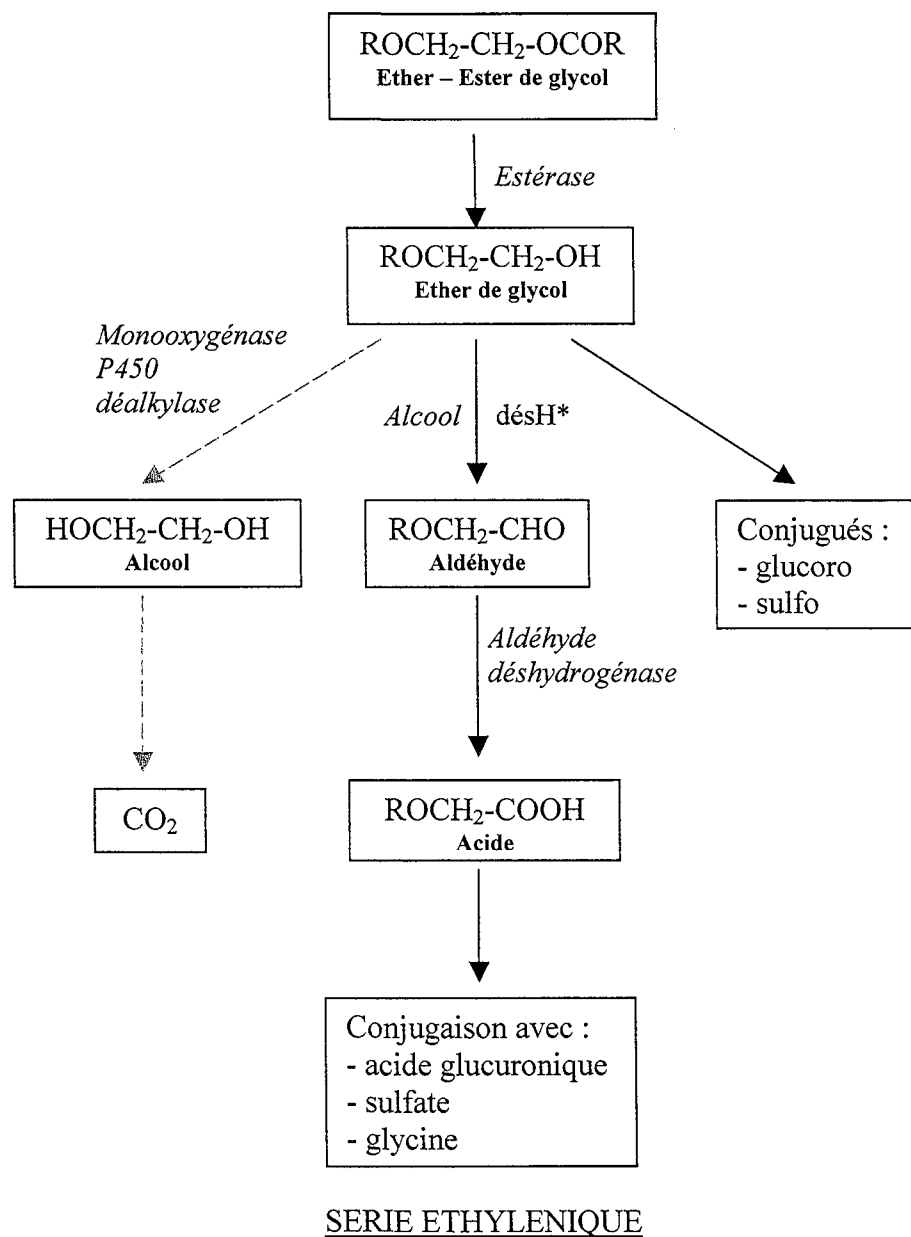 ROCH₂-CH₂-OCOR
Ether – Ester de glycol
Estérase
ROCH₂-CH₂-OH
Ether de glycol
Monooxygénase
P450
déalkylase
Alcool désH*
HOCH₂-CH₂-OH
Alcool
ROCH₂-CHO
Aldéhyde
Conjugués :
- glucoro
- sulfo
Aldéhyde
déshydrogénase
CO₂
ROCH₂-COOH
Acide
Conjugaison avec :
- acide glucuronique
- sulfate
- glycine
SERIE ETHYLENIQUE